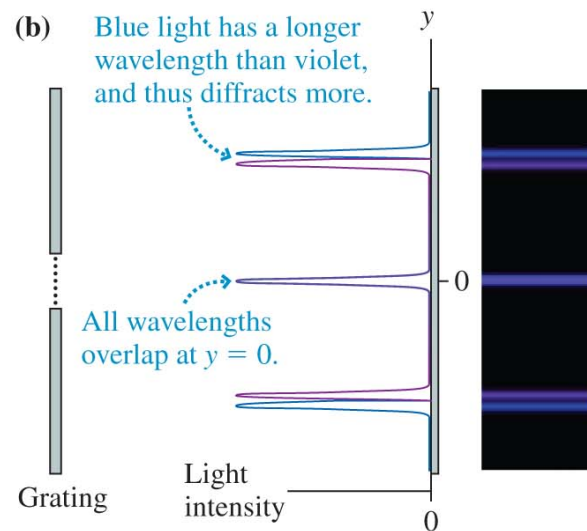 (b)
Blue light has a longer
wavelength than violet,
and thus diffracts more.
y
0
All wavelengths
overlap at y = 0.
Light
intensity
Grating
0